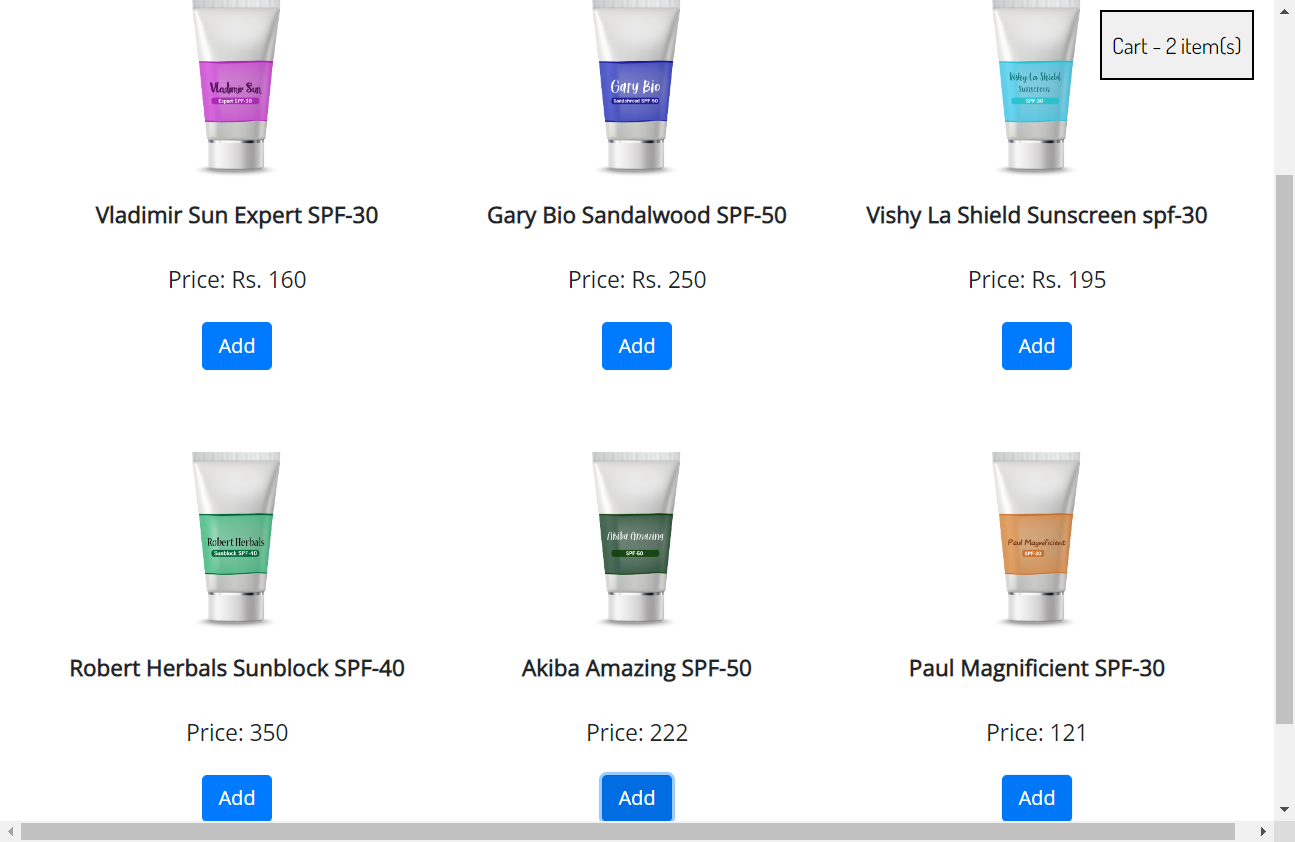 Vladimir Sun
Expert SPF-30
Gary Bio
Sandalwood SPF-50
Vishy La Shield
Sunscreen
SPF-30
Cart - 2 item(s)
Vladimir Sun Expert SPF-30
Gary Bio Sandalwood SPF-50
Vishy La Shield Sunscreen spf-30
Price: Rs. 160
Price: Rs. 250
Price: Rs. 195
Add
Add
Add
Robert Herbals
Sunblock SPF-40
Akiba Amazing
SPF-50
Paul Magnificient
SPF-30
Robert Herbals Sunblock SPF-40
Akiba Amazing SPF-50
Paul Magnificient SPF-30
Price: 350
Price: 222
Price: 121
Add
Add
Add